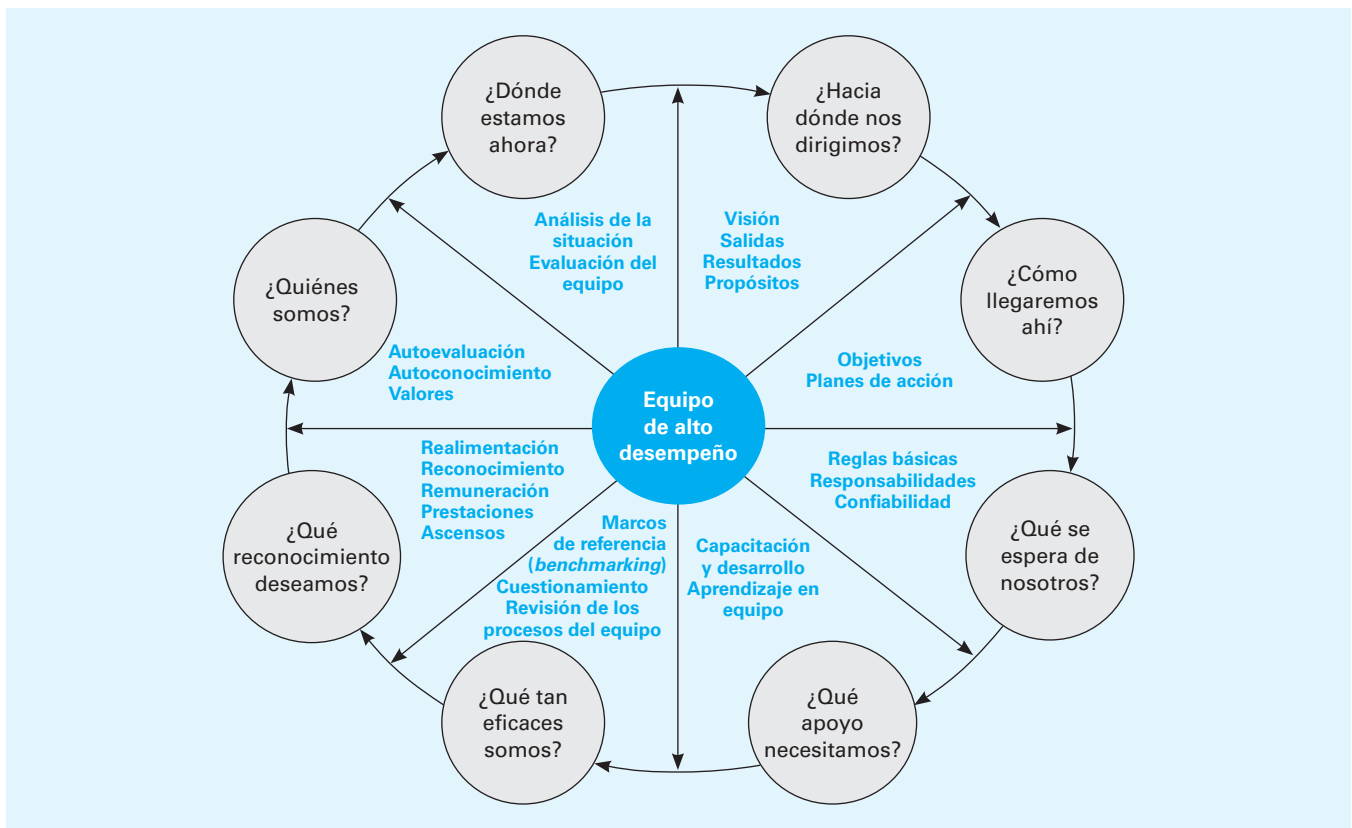 ¿Dónde
estamos
ahora?
¿Hacia
dónde nos
dirigimos?
¿Cómo
llegaremos
ahí?
¿Qué se
espera de
nosotros?
¿Qué
apoyo
necesitamos?
¿Qué tan
eficaces
somos?
¿Qué
reconocimiento
deseamos?
¿Quiénes
somos?
Análisis de la
situación
Evaluación del
equipo
Visión
Salidas
Resultados
Propósitos
Objetivos
Planes de acción
Reglas básicas
Responsabilidades
Confiabilidad
Capacitación
y desarrollo
Aprendizaje en
equipo
Marcos
de referencia
(benchmarking)
Cuestionamiento
Revisión de los
procesos del equipo
Realimentación
Reconocimiento
Remuneración
Prestaciones
Ascensos
Autoevaluación
Autoconocimiento
Valores
Equipo
de alto
desempeño